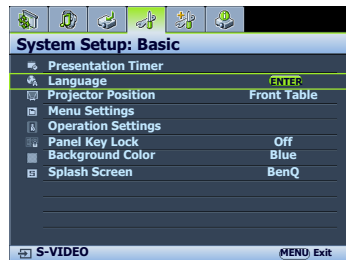 System Setup: Basic
Presentation Timer
Language ENTER
Projector Position Front Table
Menu Settings
Operation Settings
Panel Key Lock Off
Background Color Blue
Splash Screen BenQ
S-VIDEO MENU Exit